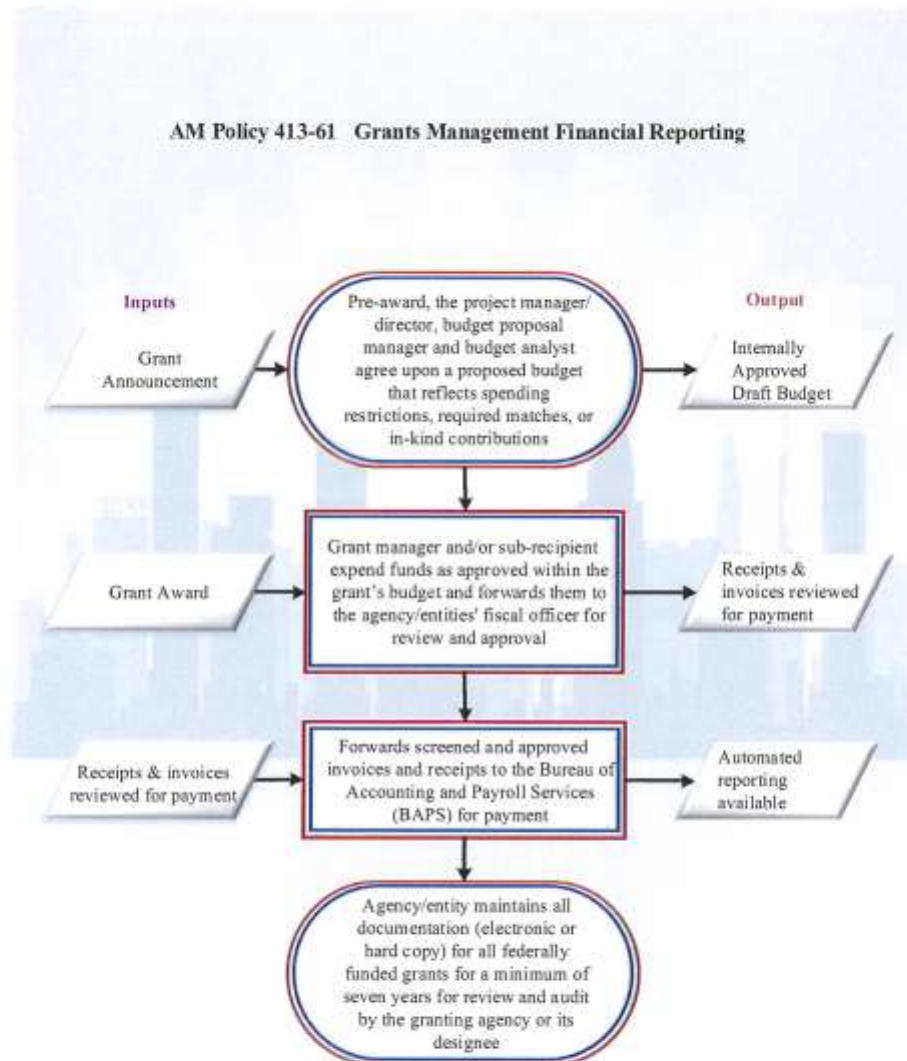 AM Policy 413-61 Grants Management Financial Reporting
Inputs
Output
Grant
Announcement
Pre-award, the project manager/
director, budget proposal
manager and budget analyst
agree upon a proposed budget
that reflects spending
restrictions, required matches, or
in-kind contributions
Internally
Approved
Draft Budget
Grant Award
Grant manager and/or sub-recipient
expend funds as approved within the
grant's budget and forwards them to
the agency/entities' fiscal officer for
review and approval
Receipts &
invoices reviewed
for payment
Receipts & invoices
reviewed for payment
Forwards screened and approved
invoices and receipts to the Bureau of
Accounting and Payroll Services
(BAPS) for payment
Automated
reporting
available
Agency/entity maintains all
documentation (electronic or
hard copy) for all federally
funded grants for a minimum of
seven years for review and audit
by the granting agency or its
designee